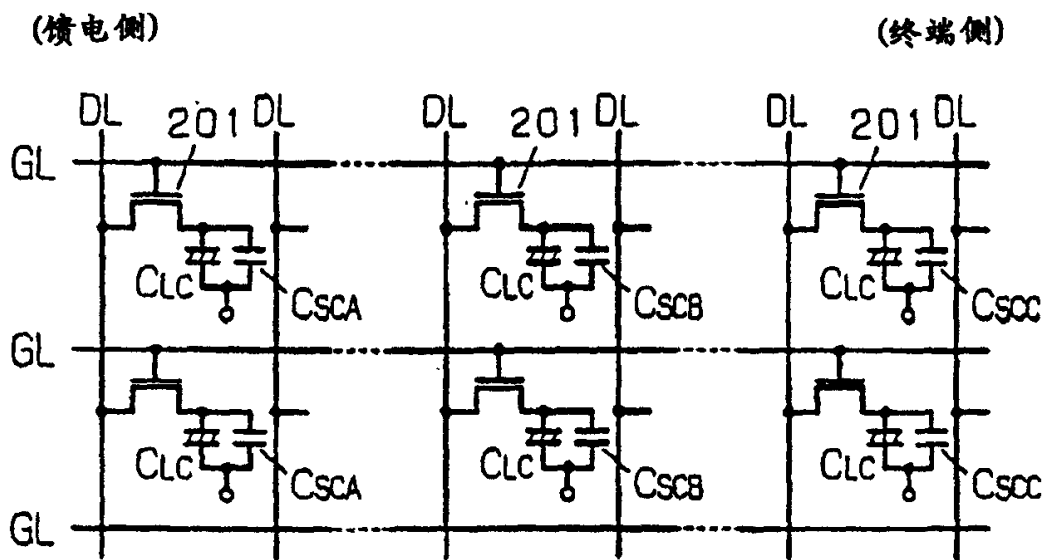 (馈电侧) (终端侧)
DL 201 DL DL 201 DL DL 201 DL
GL
CLC CSCA CLC CSCB CLC CSCC
GL
CLC CSCA CLC CSCB CLC CSCC
GL